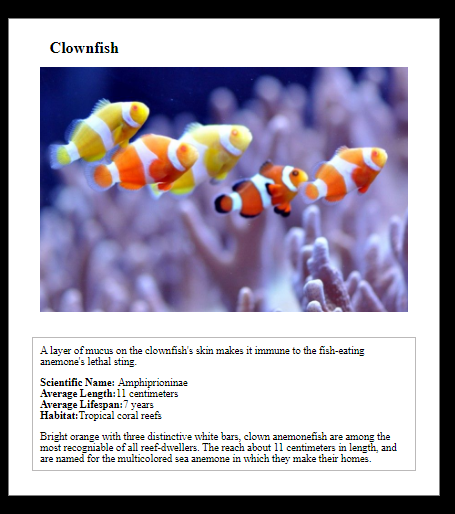 Clownfish
A layer of mucus on the clownfish's skin makes it immune to the fish-eating
anemone's lethal sting.
Scientific Name: Amphiprioninae
Average Length:11 centimeters
Average Lifespan:7 years
Habitat:Tropical coral reefs
Bright orange with three distinctive white bars, clown anemonefish are among the
most recogniable of all reef-dwellers. The reach about 11 centimeters in length, and
are named for the multicolored sea anemone in which they make their homes.